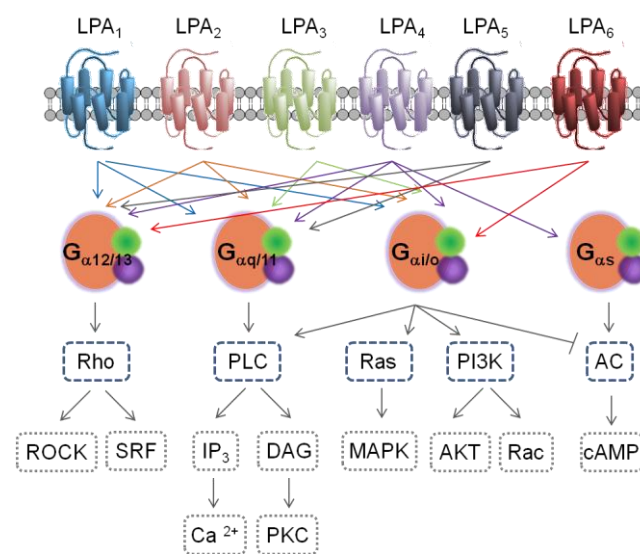 LPA₁ LPA₂ LPA₃ LPA₄ LPA₅ LPA₆
Gα12/13 Gαq/11 Gαi/o Gαs
Rho PLC Ras PI3K AC
ROCK SRF IP₃ DAG MAPK AKT Rac cAMP
Ca ²⁺ PKC